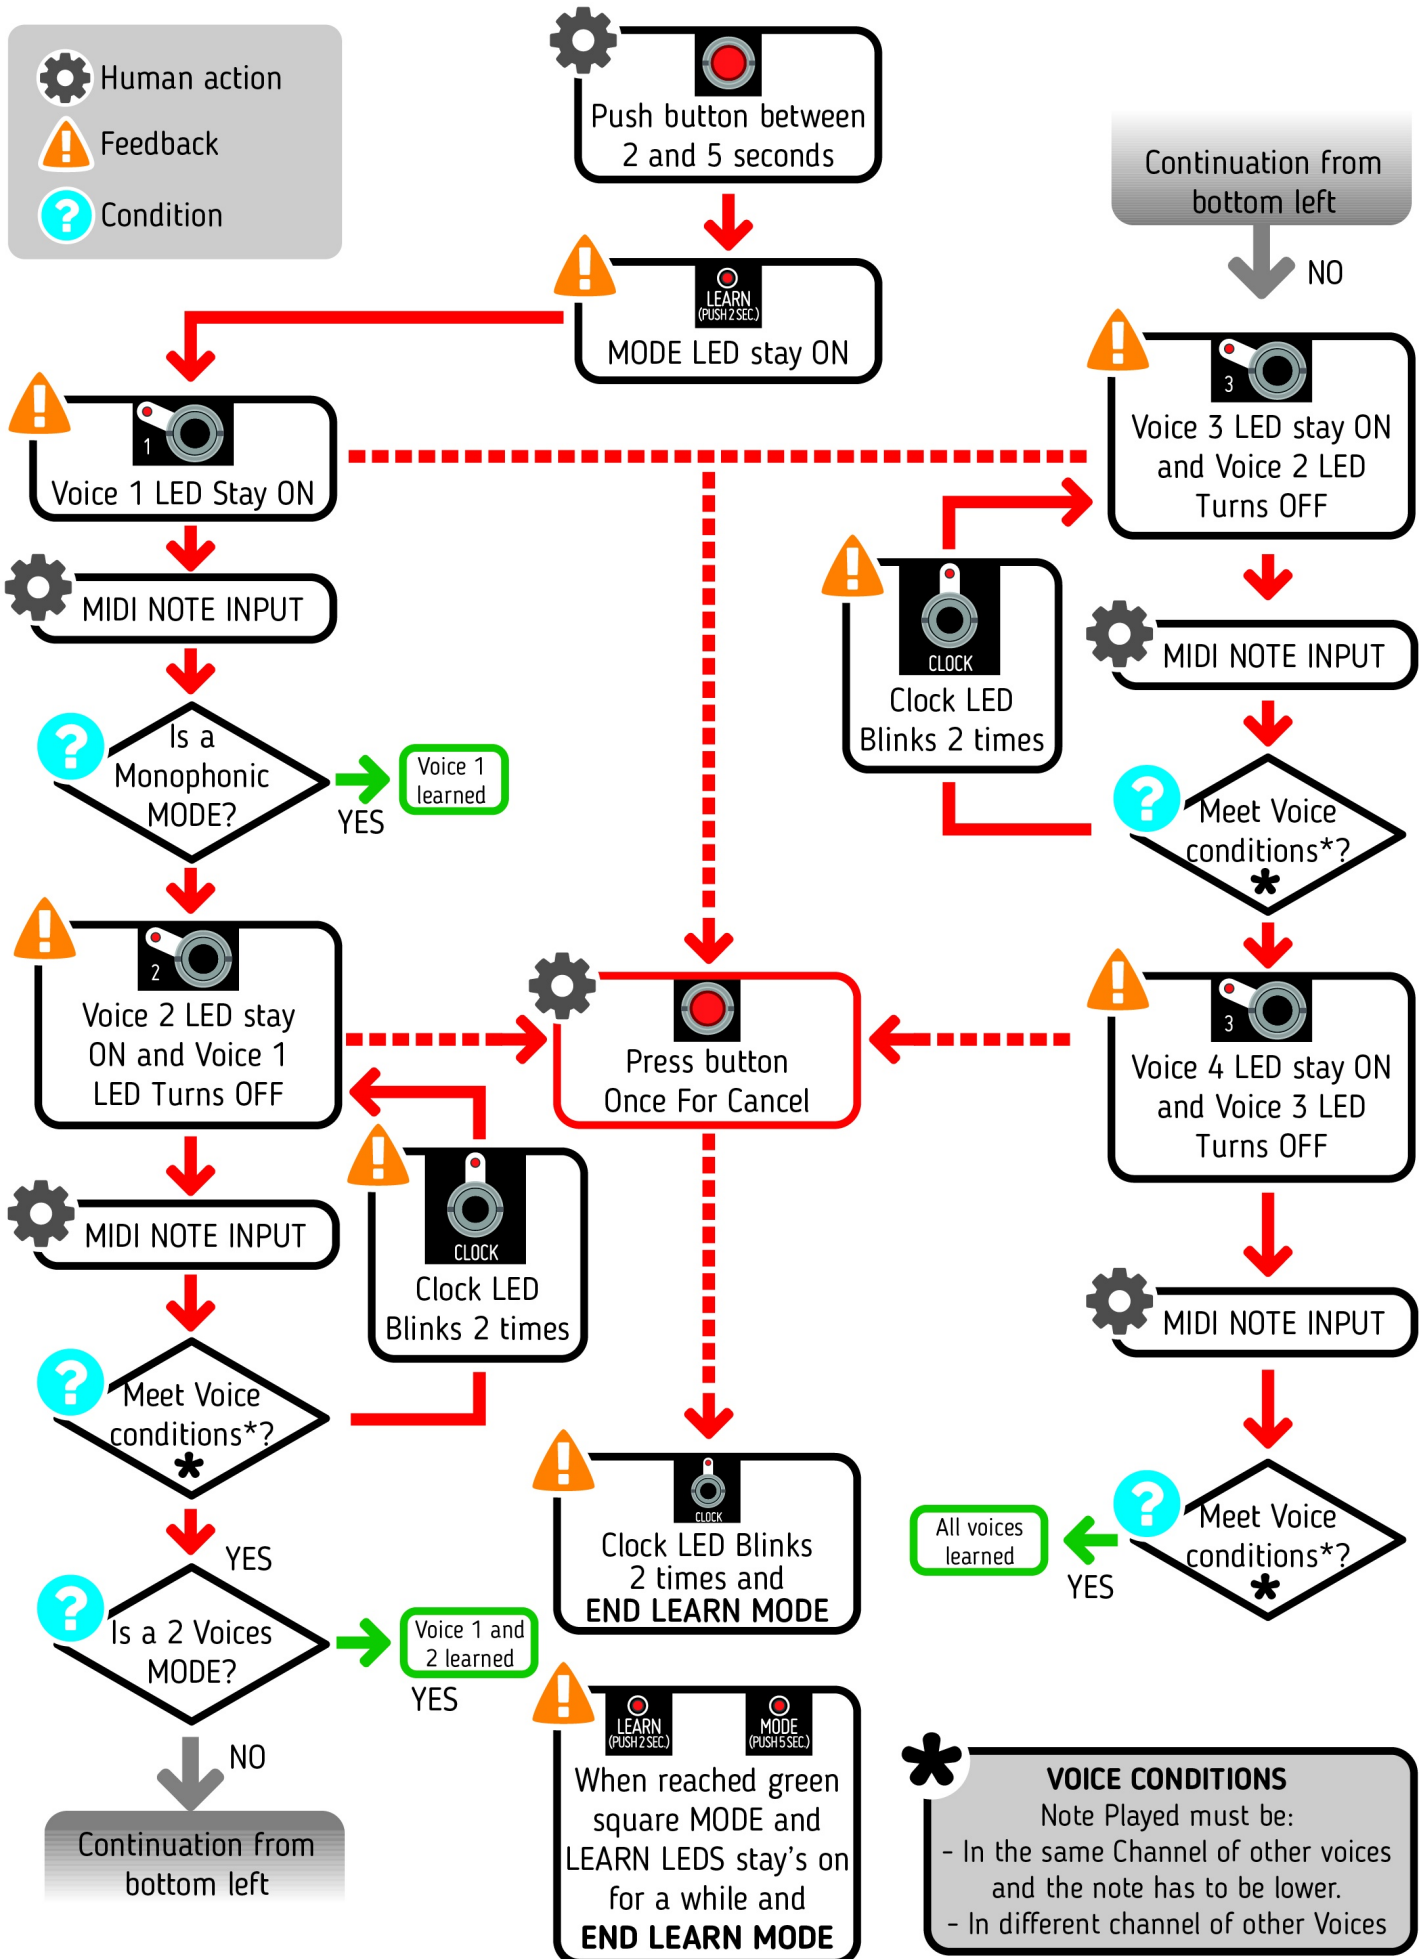 Human action
Feedback
Condition
Push button between
2 and 5 seconds
LEARN
(PUSH 2 SEC.)
MODE LED stay ON
1
Voice 1 LED Stay ON
MIDI NOTE INPUT
Is a
Monophonic
MODE?
YES
Voice 1
learned
2
Voice 2 LED stay
ON and Voice 1
LED Turns OFF
MIDI NOTE INPUT
CLOCK
Clock LED
Blinks 2 times
Meet Voice
conditions*?
*
YES
Is a 2 Voices
MODE?
Voice 1 and
2 learned
YES
NO
Continuation from
bottom left
Press button
Once For Cancel
CLOCK
Clock LED Blinks
2 times and
END LEARN MODE
LEARN
(PUSH 2 SEC.)
MODE
(PUSH 5 SEC.)
When reached green
square MODE and
LEARN LEDS stay's on
for a while and
END LEARN MODE
Continuation from
bottom left
NO
3
Voice 3 LED stay ON
and Voice 2 LED
Turns OFF
CLOCK
Clock LED
Blinks 2 times
MIDI NOTE INPUT
Meet Voice
conditions*?
*
3
Voice 4 LED stay ON
and Voice 3 LED
Turns OFF
MIDI NOTE INPUT
Meet Voice
conditions*?
*
YES
All voices
learned
*
VOICE CONDITIONS
Note Played must be:
- In the same Channel of other voices
and the note has to be lower.
- In different channel of other Voices